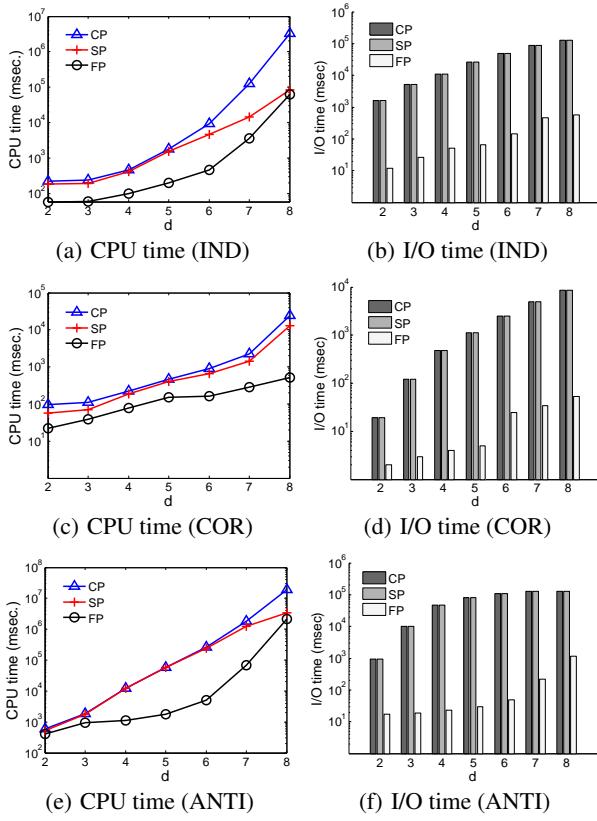 10^7
10^6
10^5
10^4
10^3
10^2
CPU time (msec.)
CP
SP
FP
2 3 4 5 6 7 8
d
(a) CPU time (IND)
10^6
10^5
10^4
10^3
10^2
10^1
I/O time (msec)
CP
SP
FP
2 3 4 5 6 7 8
d
(b) I/O time (IND)
10^5
10^4
10^3
10^2
10^1
CPU time (msec.)
CP
SP
FP
2 3 4 5 6 7 8
d
(c) CPU time (COR)
10^4
10^3
10^2
10^1
I/O time (msec)
CP
SP
FP
2 3 4 5 6 7 8
d
(d) I/O time (COR)
10^8
10^7
10^6
10^5
10^4
10^3
10^2
CPU time (msec.)
CP
SP
FP
2 3 4 5 6 7 8
d
(e) CPU time (ANTI)
10^6
10^5
10^4
10^3
10^2
10^1
10^0
I/O time (msec)
CP
SP
FP
2 3 4 5 6 7 8
d
(f) I/O time (ANTI)